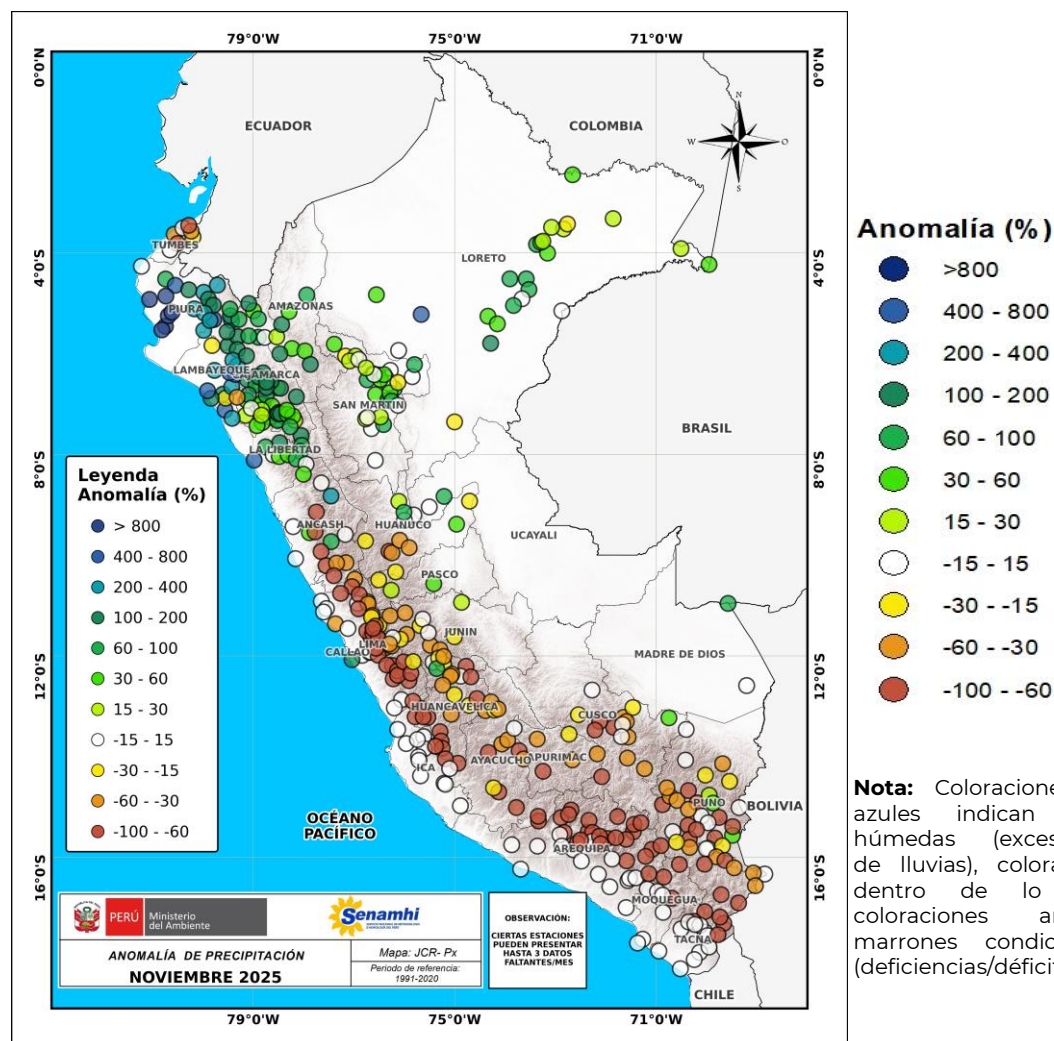 79°0'W 75°0'W 71°0'W
0°0'N 0°0'N
ECUADOR
COLOMBIA
N
W O
S
TUMBES
4°0'S 4°0'S
LORETO
PIURA
AMAZONAS
LAMBAYEQUE
CAJAMARCA
SAN MARTIN
BRASIL
LA LIBERTAD
8°0'S 8°0'S
ANCASH
HUANUCO
UCAYALI
PASCO
JUNIN
LIMA
CALLAO
MADRE DE DIOS
12°0'S 12°0'S
HUANCAVELICA
CUSCO
ICA
AYACUCHO
APURIMAC
PUNO
BOLIVIA
OCÉANO
PACÍFICO
AREQUIPA
16°0'S 16°0'S
MOQUEGUA
TACNA
CHILE
79°0'W 75°0'W 71°0'W
Leyenda
Anomalía (%)
> 800
400 - 800
200 - 400
100 - 200
60 - 100
30 - 60
15 - 30
-15 - 15
-30 - -15
-60 - -30
-100 - -60
PERÚ
Ministerio
del Ambiente
Senamhi
ANOMALÍA DE PRECIPITACIÓN
NOVIEMBRE 2025
Mapa: JCR- Px
Periodo de referencia:
1991-2020
OBSERVACIÓN:
CIERTAS ESTACIONES
PUEDEN PRESENTAR
HASTA 3 DATOS
FALTANTES/MES
Anomalía (%)
>800
400 - 800
200 - 400
100 - 200
60 - 100
30 - 60
15 - 30
-15 - 15
-30 - -15
-60 - -30
-100 - -60
Nota: Coloracione
azules indican
húmedas (exces
de lluvias), colora
dentro de lo
coloraciones an
marrones condic
(deficiencias/défici